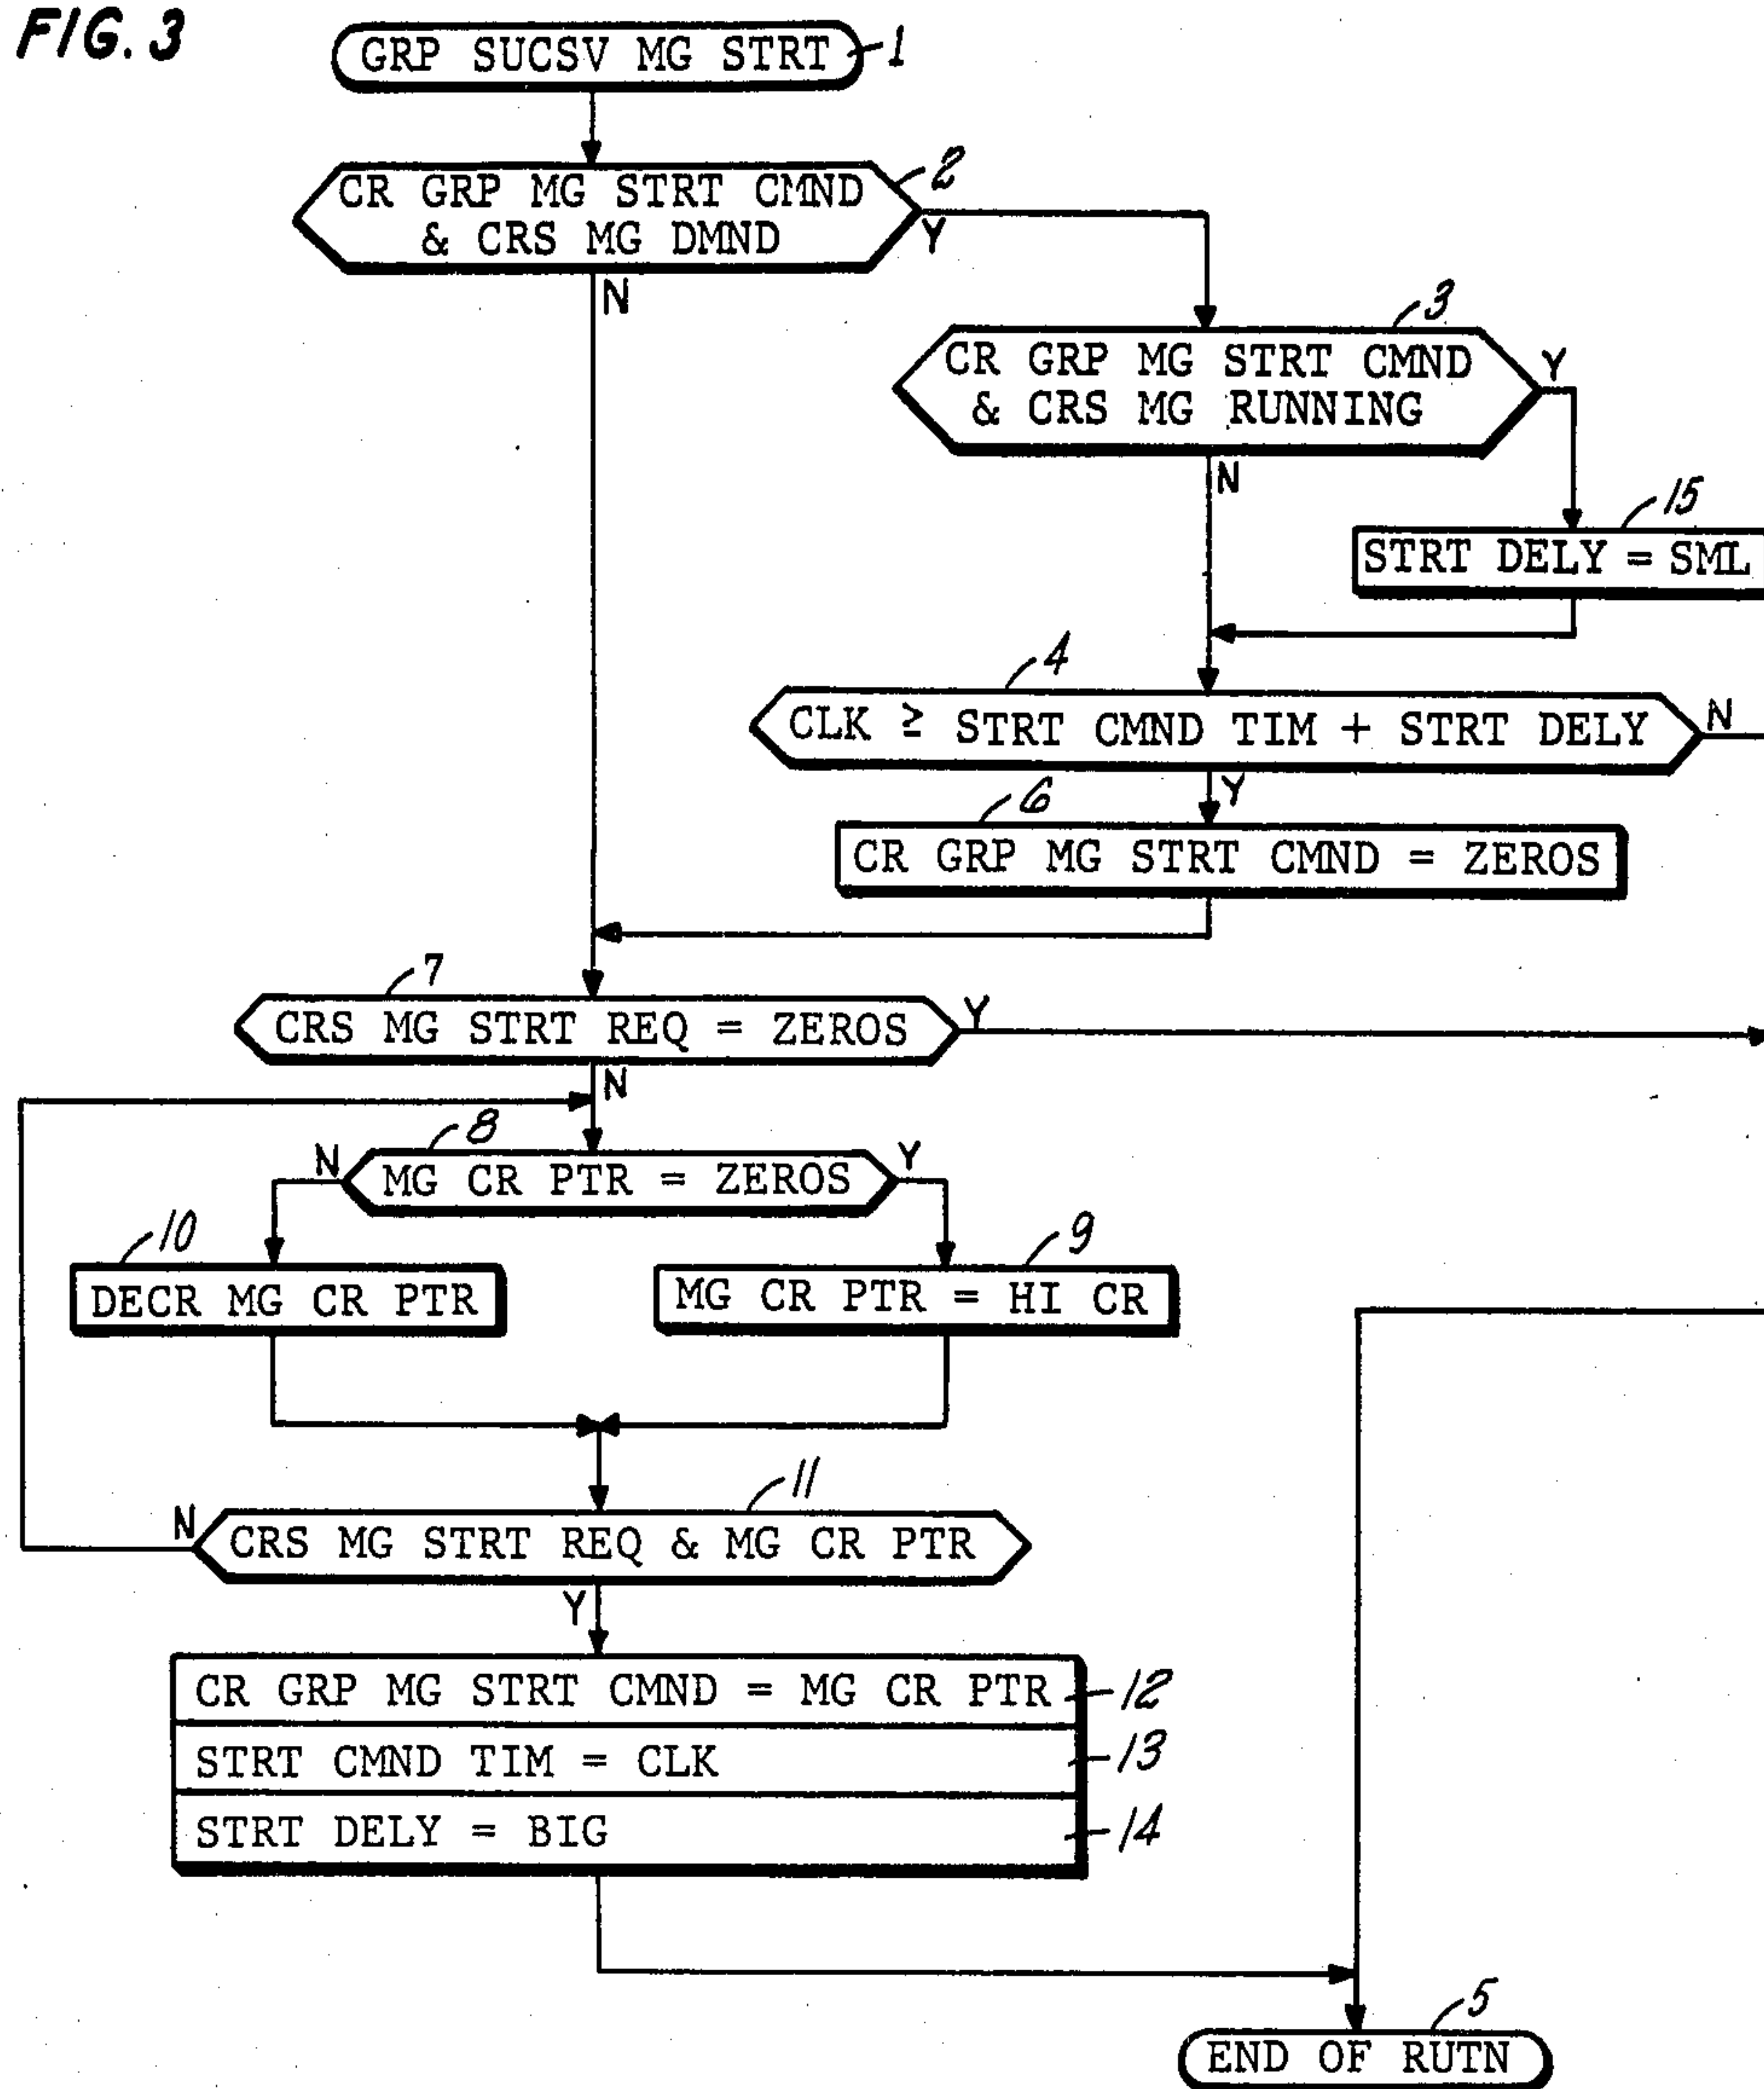 FIG. 3
GRP SUCSV MG STRT
1
CR GRP MG STRT CMND
& CRS MG DMND
2
Y
N
CR GRP MG STRT CMND
& CRS MG RUNNING
3
Y
N
15
STRT DELY = SML
4
CLK ≥ STRT CMND TIM + STRT DELY
N
Y
6
CR GRP MG STRT CMND = ZEROS
7
CRS MG STRT REQ = ZEROS
Y
N
8
N
MG CR PTR = ZEROS
Y
10
DECR MG CR PTR
9
MG CR PTR = HI CR
11
N
CRS MG STRT REQ & MG CR PTR
Y
CR GRP MG STRT CMND = MG CR PTR
12
STRT CMND TIM = CLK
13
STRT DELY = BIG
14
5
END OF RUTN